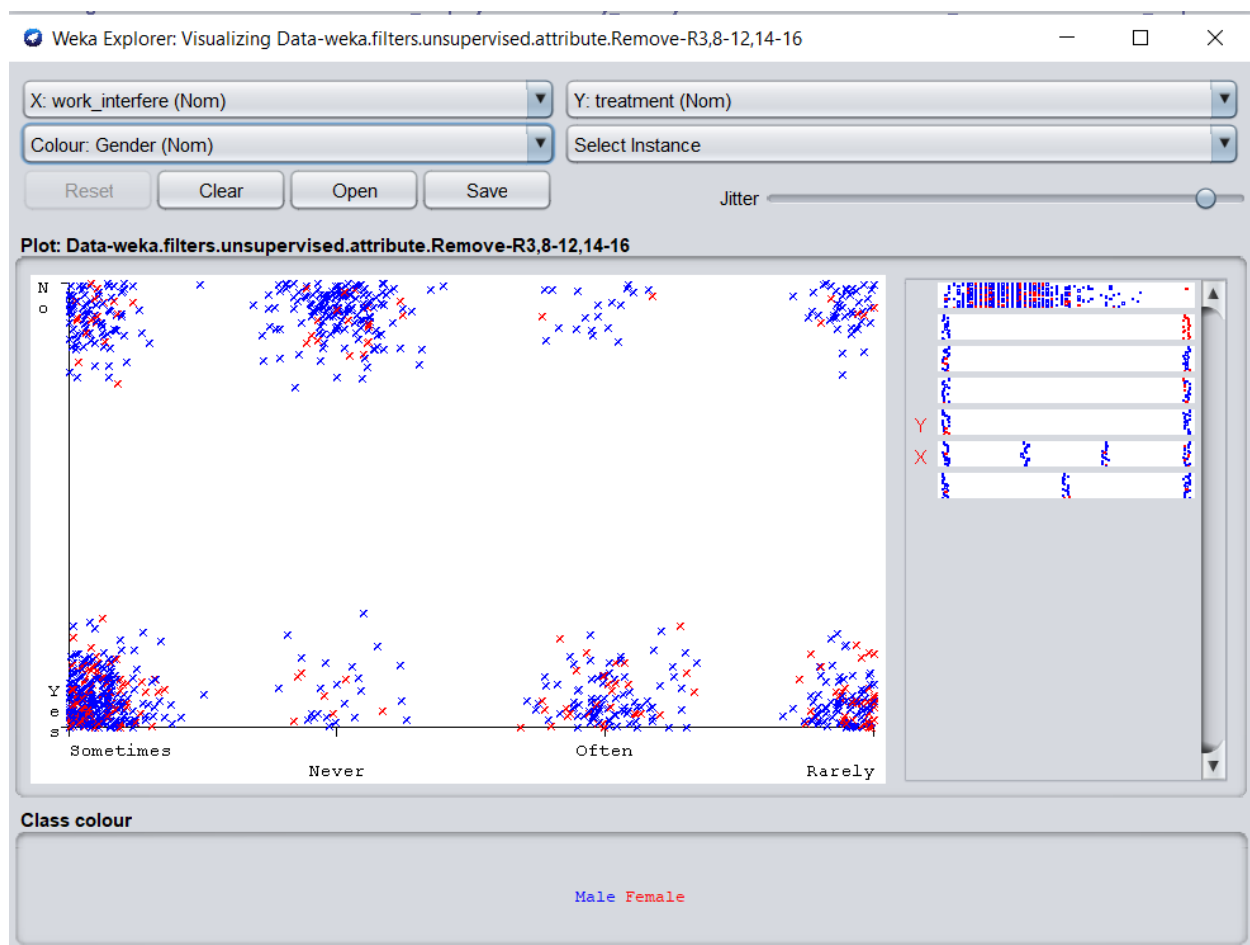 Weka Explorer: Visualizing Data-weka.filters.unsupervised.attribute.Remove-R3,8-12,14-16
X: work_interfere (Nom)
Y: treatment (Nom)
Colour: Gender (Nom)
Select Instance
Reset
Clear
Open
Save
Jitter
Plot: Data-weka.filters.unsupervised.attribute.Remove-R3,8-12,14-16
No
Y
X
Yes
Sometimes
Often
Never
Rarely
Class colour
Male Female